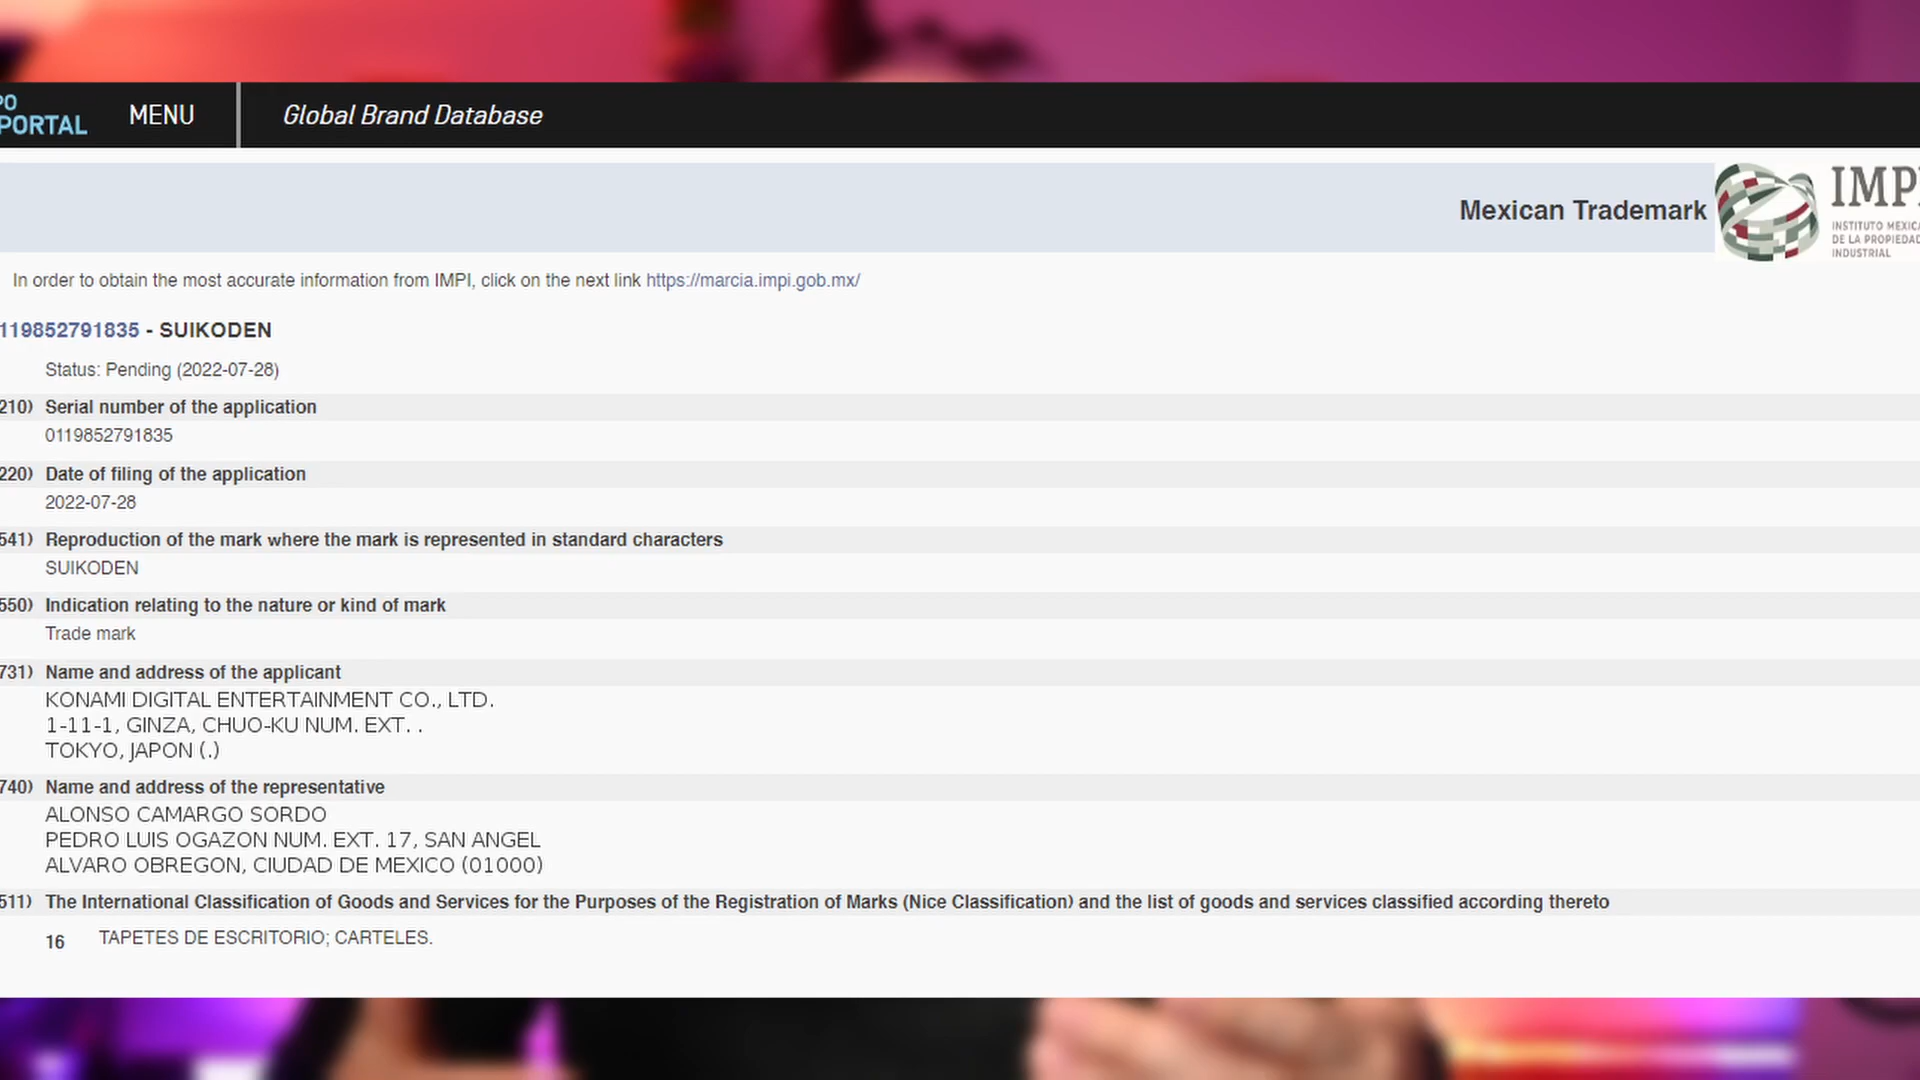 PO
PORTAL
MENU
Global Brand Database
Mexican Trademark
IMPI
INSTITUTO MEXICA
DE LA PROPIEDAD
INDUSTRIAL
In order to obtain the most accurate information from IMPI, click on the next link https://marcia.impi.gob.mx/
119852791835 - SUIKODEN
Status: Pending (2022-07-28)
210) Serial number of the application
0119852791835
220) Date of filing of the application
2022-07-28
541) Reproduction of the mark where the mark is represented in standard characters
SUIKODEN
550) Indication relating to the nature or kind of mark
Trade mark
731) Name and address of the applicant
KONAMI DIGITAL ENTERTAINMENT CO., LTD.
1-11-1, GINZA, CHUO-KU NUM. EXT. .
TOKYO, JAPON (.)
740) Name and address of the representative
ALONSO CAMARGO SORDO
PEDRO LUIS OGAZON NUM. EXT. 17, SAN ANGEL
ALVARO OBREGON, CIUDAD DE MEXICO (01000)
511) The International Classification of Goods and Services for the Purposes of the Registration of Marks (Nice Classification) and the list of goods and services classified according thereto
16 TAPETES DE ESCRITORIO; CARTELES.